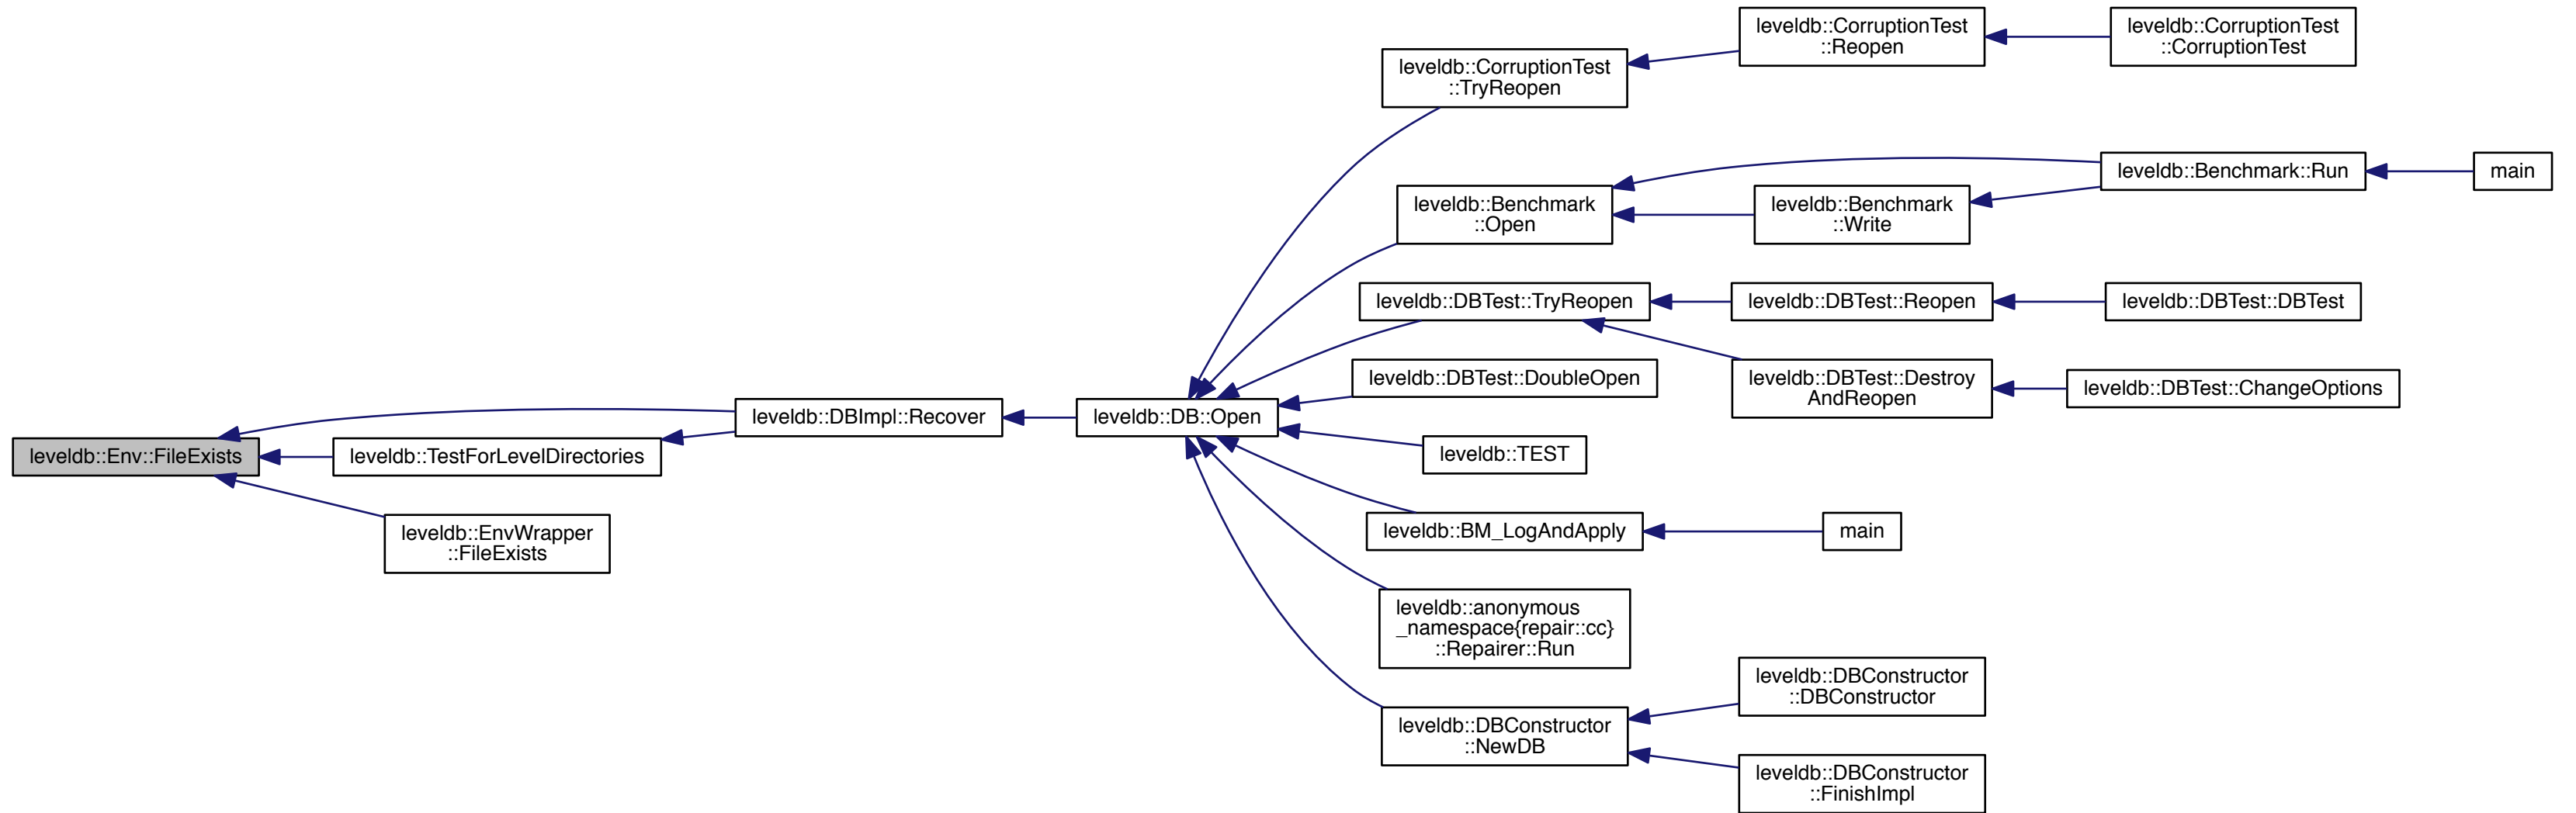 leveldb::Env::FileExists
leveldb::TestForLevelDirectories
leveldb::EnvWrapper
::FileExists
leveldb::DBImpl::Recover
leveldb::DB::Open
leveldb::CorruptionTest
::TryReopen
leveldb::CorruptionTest
::Reopen
leveldb::CorruptionTest
::CorruptionTest
leveldb::Benchmark
::Open
leveldb::Benchmark
::Write
leveldb::Benchmark::Run
main
leveldb::DBTest::TryReopen
leveldb::DBTest::Reopen
leveldb::DBTest::DBTest
leveldb::DBTest::Destroy
AndReopen
leveldb::DBTest::ChangeOptions
leveldb::DBTest::DoubleOpen
leveldb::TEST
leveldb::BM_LogAndApply
main
leveldb::anonymous
_namespace{repair::cc}
::Repairer::Run
leveldb::DBConstructor
::NewDB
leveldb::DBConstructor
::DBConstructor
leveldb::DBConstructor
::FinishImpl